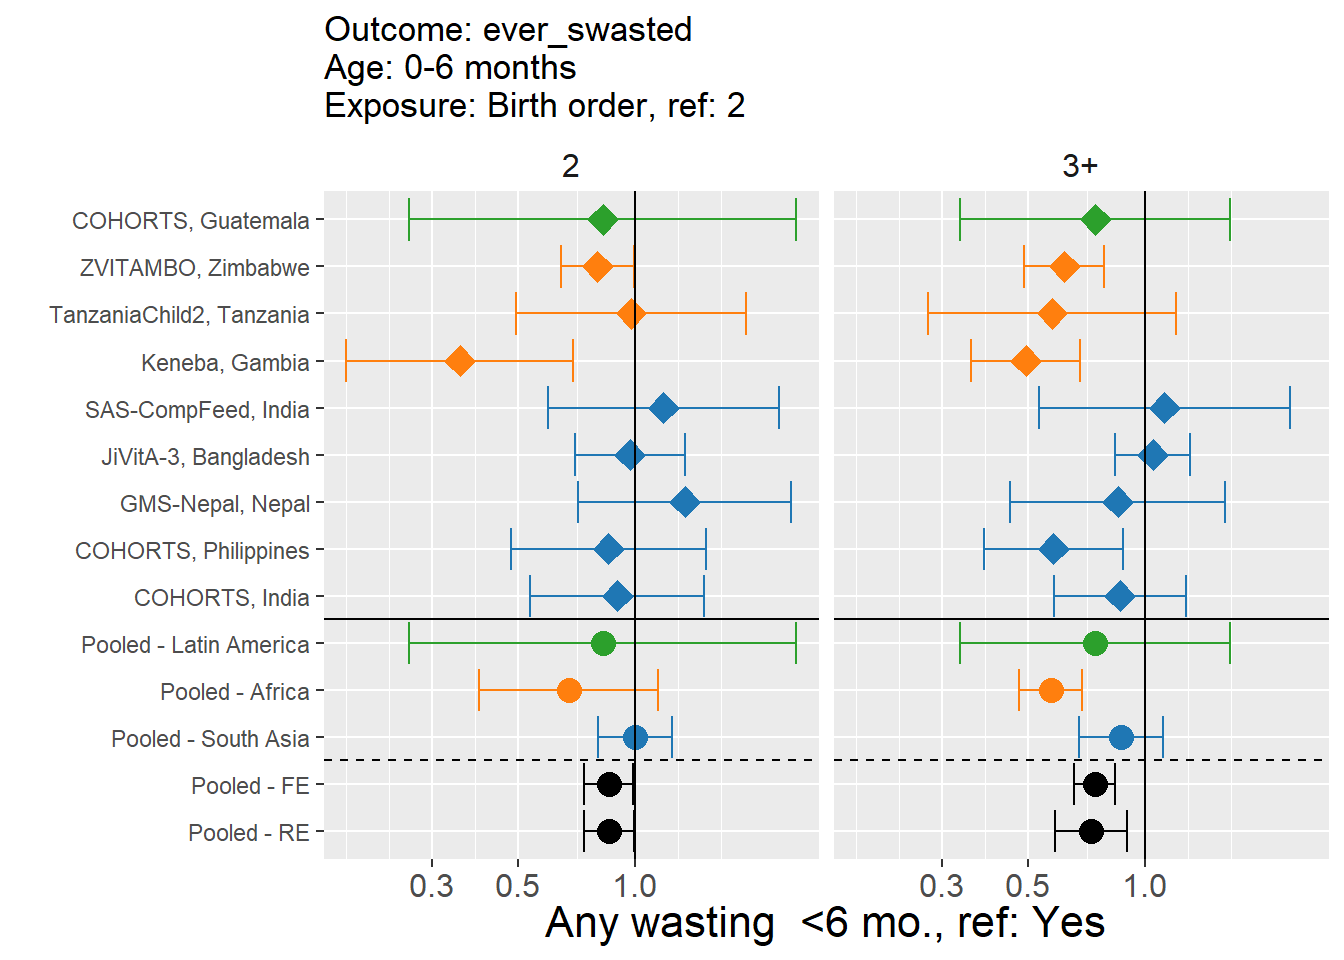 Outcome: ever_swasted
Age: 0-6 months
Exposure: Birth order, ref: 2
2
3+
COHORTS, Guatemala
ZVITAMBO, Zimbabwe
TanzaniaChild2, Tanzania
Keneba, Gambia
SAS-CompFeed, India
JiVitA-3, Bangladesh
GMS-Nepal, Nepal
COHORTS, Philippines
COHORTS, India
Pooled - Latin America
Pooled - Africa
Pooled - South Asia
Pooled - FE
Pooled - RE
0.3 0.5 1.0 0.3 0.5 1.0
Any wasting  <6 mo., ref: Yes